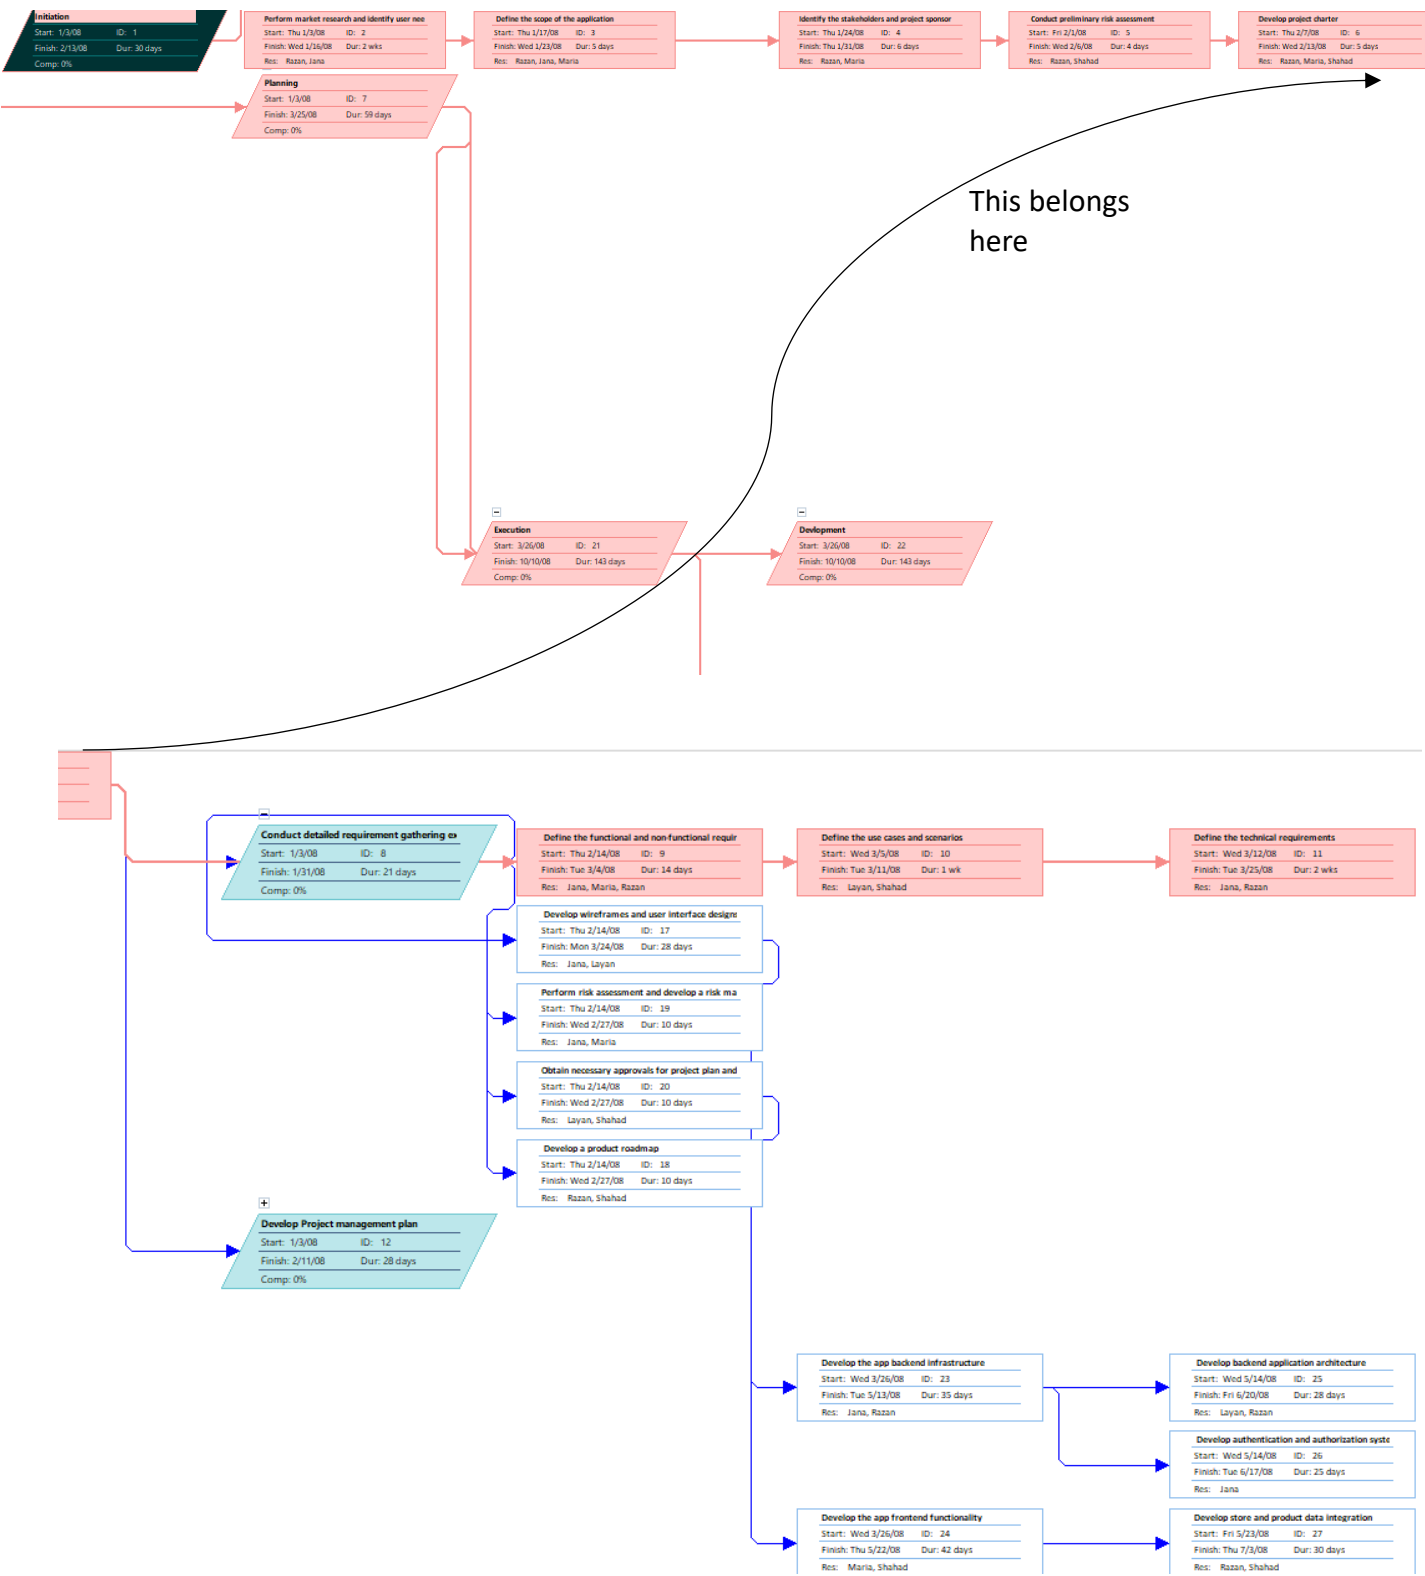 Initiation
Start: 1/3/08 ID: 1
Finish: 2/13/08 Dur: 30 days
Comp: 0%
Perform market research and identify user nee
Start: Thu 1/3/08 ID: 2
Finish: Wed 1/16/08 Dur: 2 wks
Res: Razan, Jana
Define the scope of the application
Start: Thu 1/17/08 ID: 3
Finish: Wed 1/23/08 Dur: 5 days
Res: Razan, Jana, Maria
Identify the stakeholders and project sponsor
Start: Thu 1/24/08 ID: 4
Finish: Thu 1/31/08 Dur: 6 days
Res: Razan, Maria
Conduct preliminary risk assessment
Start: Fri 2/1/08 ID: 5
Finish: Wed 2/6/08 Dur: 4 days
Res: Razan, Shahad
Develop project charter
Start: Thu 2/7/08 ID: 6
Finish: Wed 2/13/08 Dur: 5 days
Res: Razan, Maria, Shahad
Planning
Start: 1/3/08 ID: 7
Finish: 3/25/08 Dur: 59 days
Comp: 0%
This belongs
here
Execution
Start: 3/26/08 ID: 21
Finish: 10/10/08 Dur: 143 days
Comp: 0%
Devlopment
Start: 3/26/08 ID: 22
Finish: 10/10/08 Dur: 143 days
Comp: 0%
Conduct detailed requirement gathering ex
Start: 1/3/08 ID: 8
Finish: 1/31/08 Dur: 21 days
Comp: 0%
Define the functional and non-functional requir
Start: Thu 2/14/08 ID: 9
Finish: Tue 3/4/08 Dur: 14 days
Res: Jana, Maria, Razan
Define the use cases and scenarios
Start: Wed 3/5/08 ID: 10
Finish: Tue 3/11/08 Dur: 1 wk
Res: Layan, Shahad
Define the technical requirements
Start: Wed 3/12/08 ID: 11
Finish: Tue 3/25/08 Dur: 2 wks
Res: Jana, Razan
Develop wireframes and user interface designs
Start: Thu 2/14/08 ID: 17
Finish: Mon 3/24/08 Dur: 28 days
Res: Jana, Layan
Perform risk assessment and develop a risk ma
Start: Thu 2/14/08 ID: 19
Finish: Wed 2/27/08 Dur: 10 days
Res: Jana, Maria
Obtain necessary approvals for project plan and
Start: Thu 2/14/08 ID: 20
Finish: Wed 2/27/08 Dur: 10 days
Res: Layan, Shahad
Develop a product roadmap
Start: Thu 2/14/08 ID: 18
Finish: Wed 2/27/08 Dur: 10 days
Res: Razan, Shahad
Develop Project management plan
Start: 1/3/08 ID: 12
Finish: 2/11/08 Dur: 28 days
Comp: 0%
Develop the app backend infrastructure
Start: Wed 3/26/08 ID: 23
Finish: Tue 5/13/08 Dur: 35 days
Res: Jana, Razan
Develop backend application architecture
Start: Wed 5/14/08 ID: 25
Finish: Fri 6/20/08 Dur: 28 days
Res: Layan, Razan
Develop authentication and authorization syste
Start: Wed 5/14/08 ID: 26
Finish: Tue 6/17/08 Dur: 25 days
Res: Jana
Develop the app frontend functionality
Start: Wed 3/26/08 ID: 24
Finish: Thu 5/22/08 Dur: 42 days
Res: Maria, Shahad
Develop store and product data integration
Start: Fri 5/23/08 ID: 27
Finish: Thu 7/3/08 Dur: 30 days
Res: Razan, Shahad